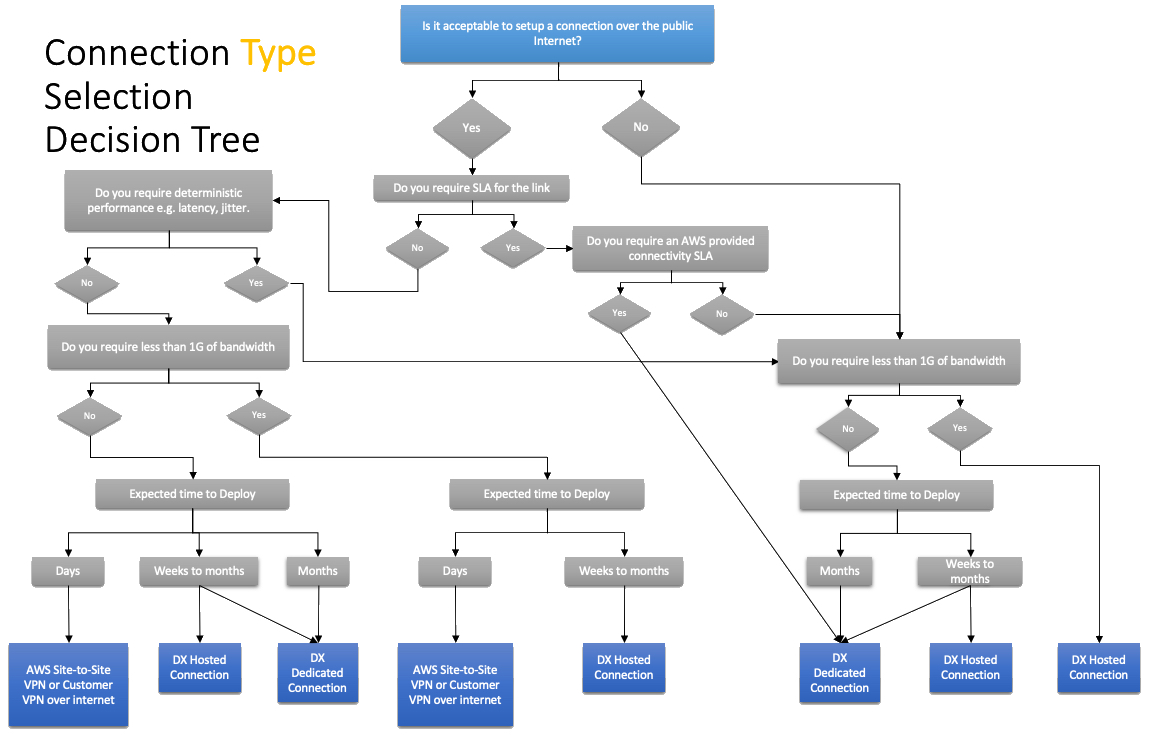 Connection Type
Selection
Decision Tree
Is it acceptable to setup a connection over the public
Internet?
Yes
No
Do you require SLA for the link
Do you require deterministic
performance e.g. latency, jitter.
No
Yes
Do you require an AWS provided
connectivity SLA
No
Yes
Yes
No
Do you require less than 1G of bandwidth
Do you require less than 1G of bandwidth
No
Yes
No
Yes
Expected time to Deploy
Expected time to Deploy
Expected time to Deploy
Days
Weeks to months
Months
Days
Weeks to months
Months
Weeks to
months
AWS Site-to-Site
VPN or Customer
VPN over internet
DX Hosted
Connection
DX
Dedicated
Connection
AWS Site-to-Site
VPN or Customer
VPN over internet
DX Hosted
Connection
DX
Dedicated
Connection
DX Hosted
Connection
DX Hosted
Connection